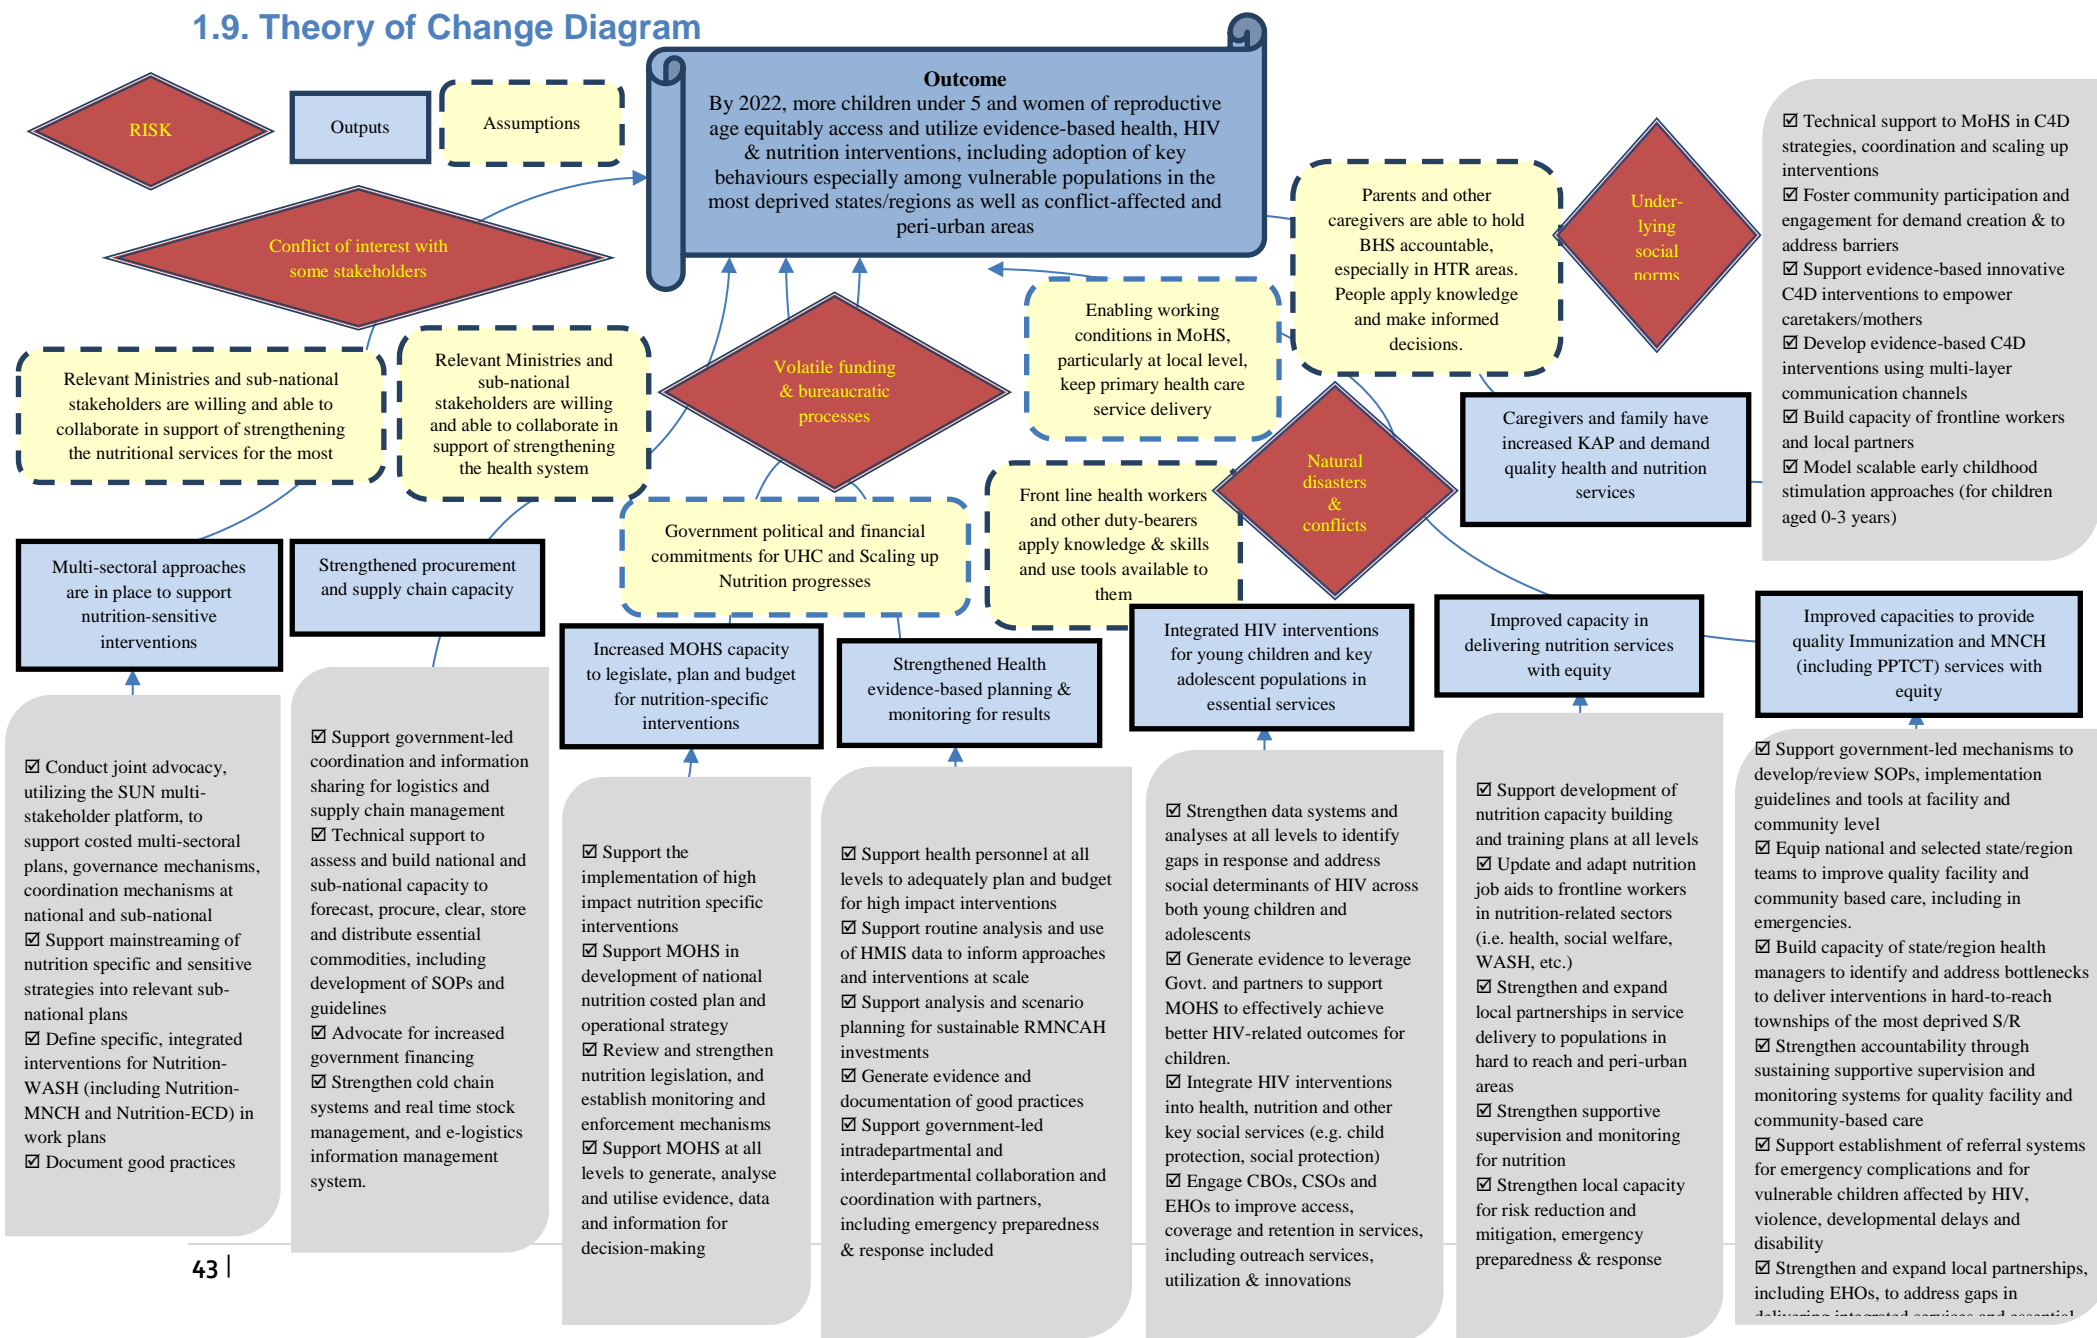 1.9. Theory of Change Diagram
RISK
Outputs
Assumptions
Outcome
By 2022, more children under 5 and women of reproductive
age equitably access and utilize evidence-based health, HIV
& nutrition interventions, including adoption of key
behaviours especially among vulnerable populations in the
most deprived states/regions as well as conflict-affected and
peri-urban areas
Conflict of interest with
some stakeholders
Volatile funding
& bureaucratic
processes
Natural
disasters
&
conflicts
Under-
lying
social
norms
Relevant Ministries and sub-national
stakeholders are willing and able to
collaborate in support of strengthening
the nutritional services for the most
Relevant Ministries and
sub-national
stakeholders are willing
and able to collaborate in
support of strengthening
the health system
Government political and financial
commitments for UHC and Scaling up
Nutrition progresses
Enabling working
conditions in MoHS,
particularly at local level,
keep primary health care
service delivery
Front line health workers
and other duty-bearers
apply knowledge & skills
and use tools available to
them
Parents and other
caregivers are able to hold
BHS accountable,
especially in HTR areas.
People apply knowledge
and make informed
decisions.
Caregivers and family have
increased KAP and demand
quality health and nutrition
services
☑ Technical support to MoHS in C4D
strategies, coordination and scaling up
interventions
☑ Foster community participation and
engagement for demand creation & to
address barriers
☑ Support evidence-based innovative
C4D interventions to empower
caretakers/mothers
☑ Develop evidence-based C4D
interventions using multi-layer
communication channels
☑ Build capacity of frontline workers
and local partners
☑ Model scalable early childhood
stimulation approaches (for children
aged 0-3 years)
Multi-sectoral approaches
are in place to support
nutrition-sensitive
interventions
☑ Conduct joint advocacy,
utilizing the SUN multi-
stakeholder platform, to
support costed multi-sectoral
plans, governance mechanisms,
coordination mechanisms at
national and sub-national
☑ Support mainstreaming of
nutrition specific and sensitive
strategies into relevant sub-
national plans
☑ Define specific, integrated
interventions for Nutrition-
WASH (including Nutrition-
MNCH and Nutrition-ECD) in
work plans
☑ Document good practices
Strengthened procurement
and supply chain capacity
☑ Support government-led
coordination and information
sharing for logistics and
supply chain management
☑ Technical support to
assess and build national and
sub-national capacity to
forecast, procure, clear, store
and distribute essential
commodities, including
development of SOPs and
guidelines
☑ Advocate for increased
government financing
☑ Strengthen cold chain
systems and real time stock
management, and e-logistics
information management
system.
Increased MOHS capacity
to legislate, plan and budget
for nutrition-specific
interventions
☑ Support the
implementation of high
impact nutrition specific
interventions
☑ Support MOHS in
development of national
nutrition costed plan and
operational strategy
☑ Review and strengthen
nutrition legislation, and
establish monitoring and
enforcement mechanisms
☑ Support MOHS at all
levels to generate, analyse
and utilise evidence, data
and information for
decision-making
Strengthened Health
evidence-based planning &
monitoring for results
☑ Support health personnel at all
levels to adequately plan and budget
for high impact interventions
☑ Support routine analysis and use
of HMIS data to inform approaches
and interventions at scale
☑ Support analysis and scenario
planning for sustainable RMNCAH
investments
☑ Generate evidence and
documentation of good practices
☑ Support government-led
intradepartmental and
interdepartmental collaboration and
coordination with partners,
including emergency preparedness
& response included
Integrated HIV interventions
for young children and key
adolescent populations in
essential services
☑ Strengthen data systems and
analyses at all levels to identify
gaps in response and address
social determinants of HIV across
both young children and
adolescents
☑ Generate evidence to leverage
Govt. and partners to support
MOHS to effectively achieve
better HIV-related outcomes for
children.
☑ Integrate HIV interventions
into health, nutrition and other
key social services (e.g. child
protection, social protection)
☑ Engage CBOs, CSOs and
EHOs to improve access,
coverage and retention in services,
including outreach services,
utilization & innovations
Improved capacity in
delivering nutrition services
with equity
☑ Support development of
nutrition capacity building
and training plans at all levels
☑ Update and adapt nutrition
job aids to frontline workers
in nutrition-related sectors
(i.e. health, social welfare,
WASH, etc.)
☑ Strengthen and expand
local partnerships in service
delivery to populations in
hard to reach and peri-urban
areas
☑ Strengthen supportive
supervision and monitoring
for nutrition
☑ Strengthen local capacity
for risk reduction and
mitigation, emergency
preparedness & response
Improved capacities to provide
quality Immunization and MNCH
(including PPTCT) services with
equity
☑ Support government-led mechanisms to
develop/review SOPs, implementation
guidelines and tools at facility and
community level
☑ Equip national and selected state/region
teams to improve quality facility and
community based care, including in
emergencies.
☑ Build capacity of state/region health
managers to identify and address bottlenecks
to deliver interventions in hard-to-reach
townships of the most deprived S/R
☑ Strengthen accountability through
sustaining supportive supervision and
monitoring systems for quality facility and
community-based care
☑ Support establishment of referral systems
for emergency complications and for
vulnerable children affected by HIV,
violence, developmental delays and
disability
☑ Strengthen and expand local partnerships,
including EHOs, to address gaps in
delivering integrated services and essential
43 |